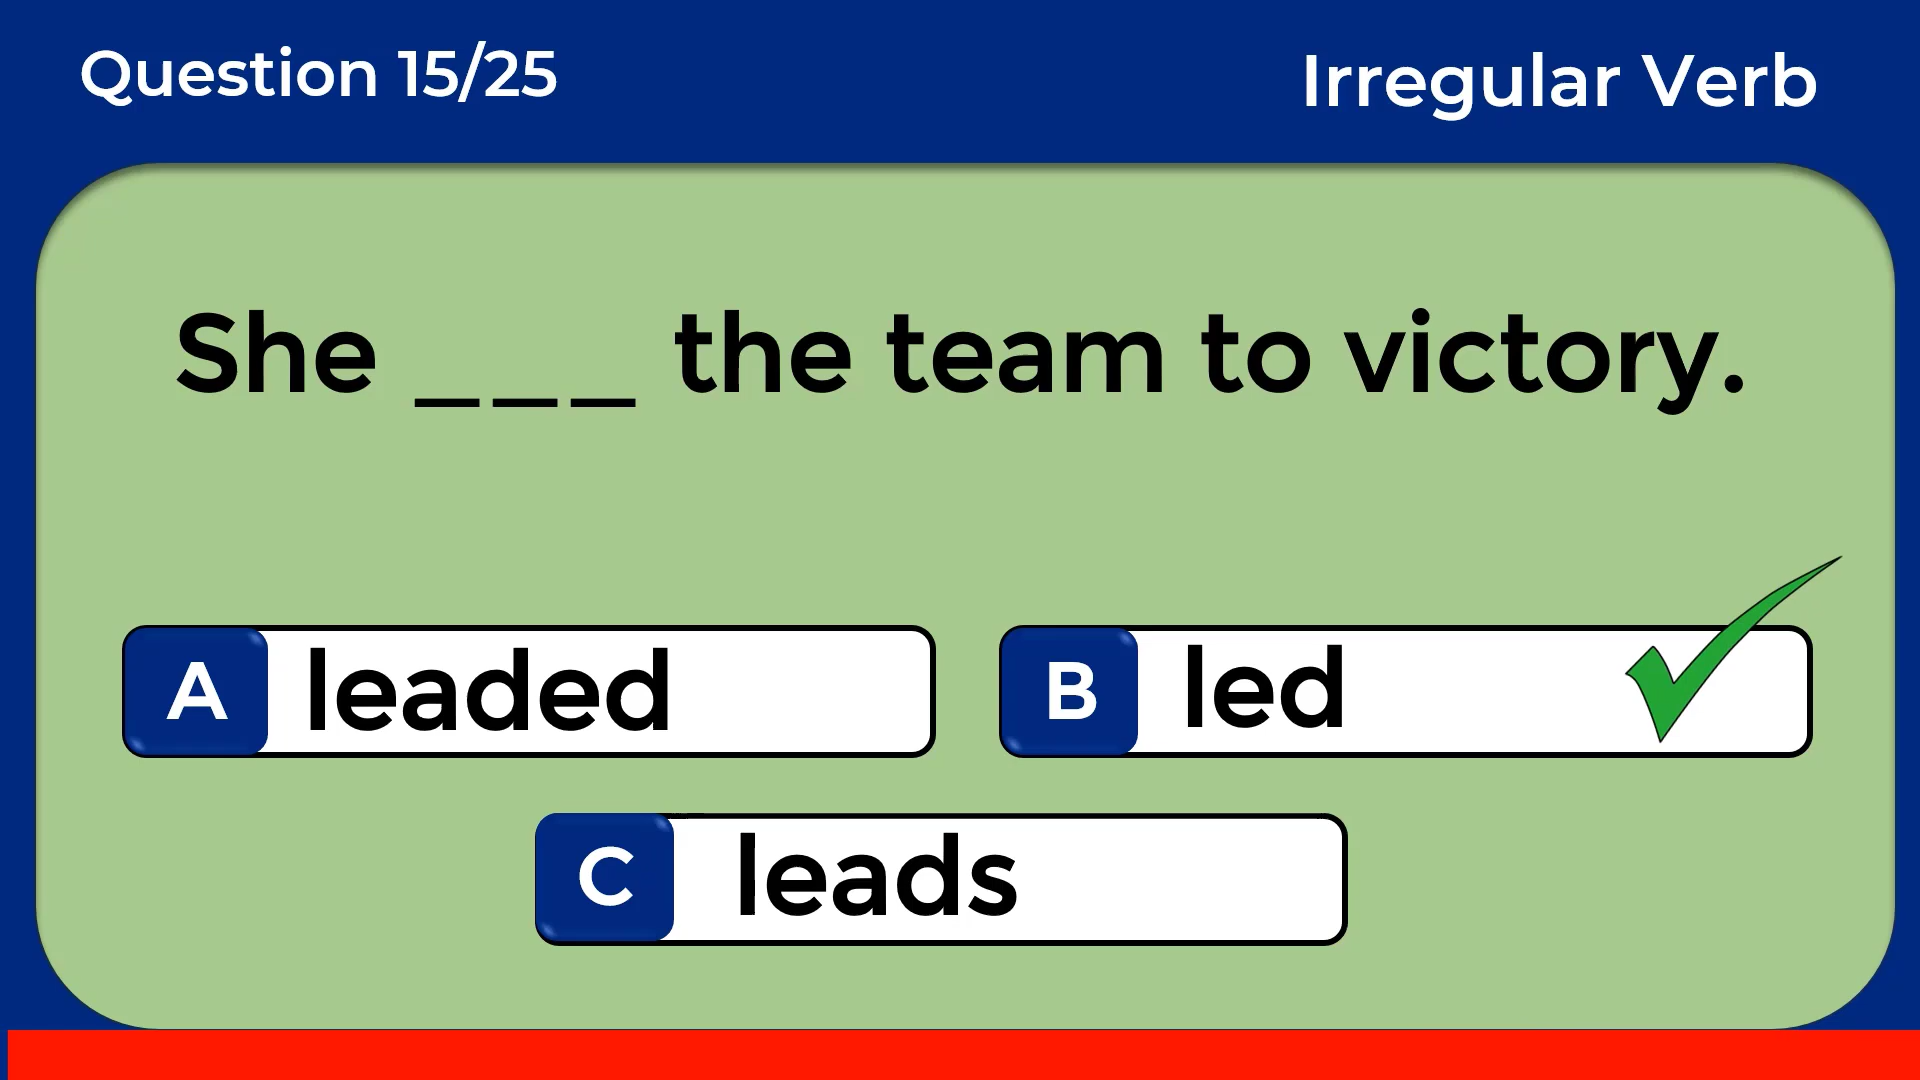 Question 15/25
Irregular Verb
She ___ the team to victory.
A leaded
B led
C leads